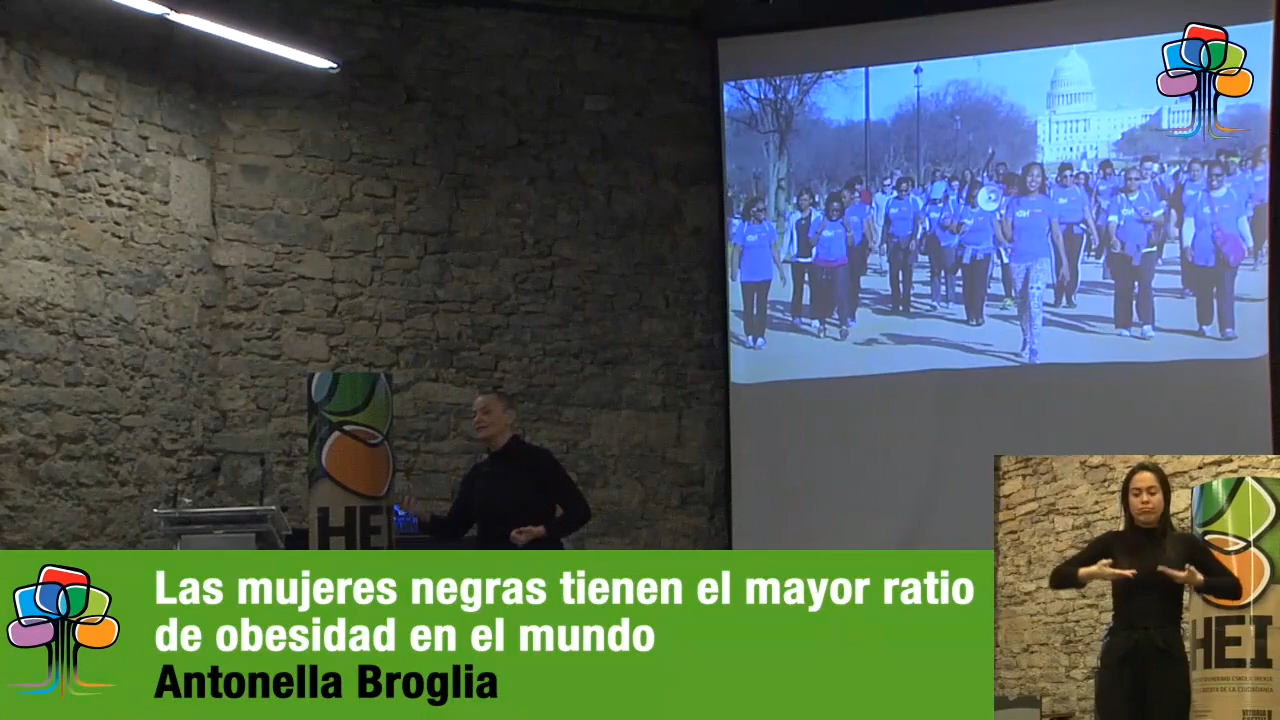 HEI
Las mujeres negras tienen el mayor ratio
de obesidad en el mundo
Antonella Broglia
HEI